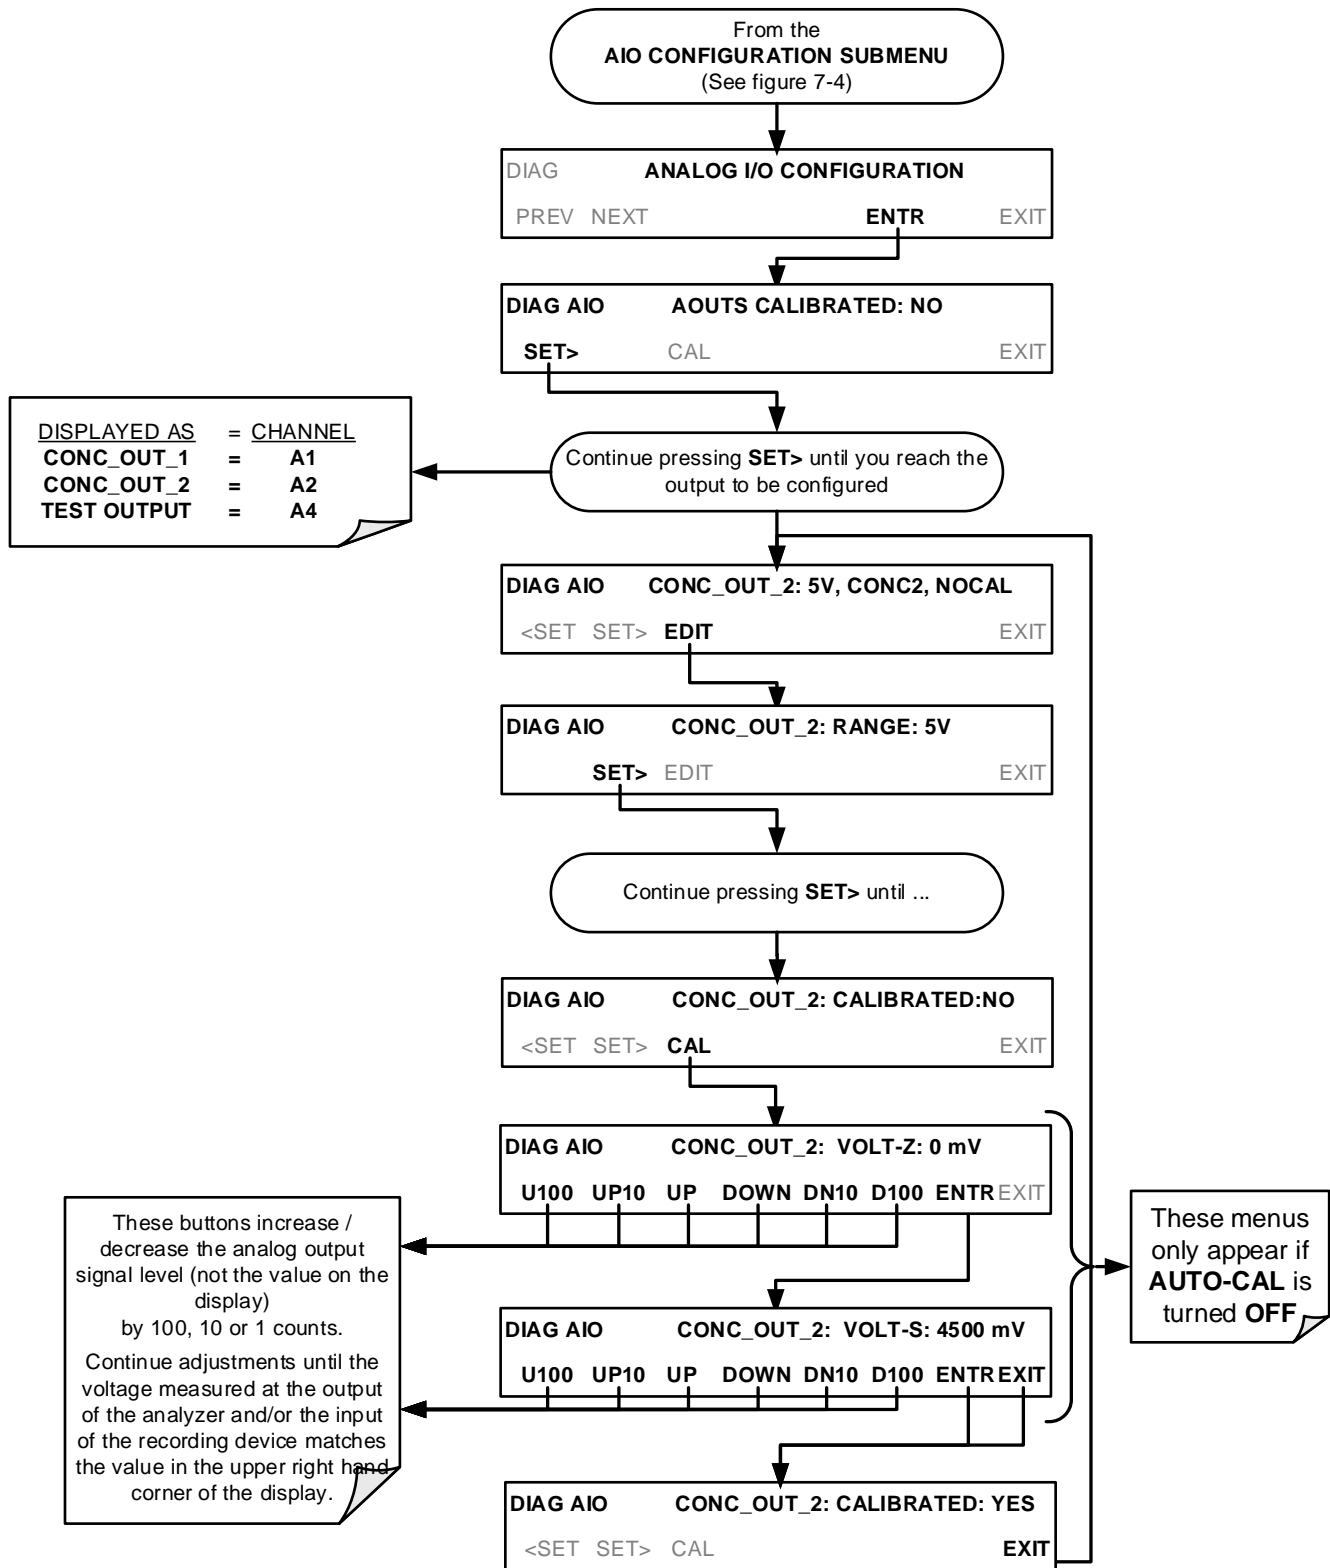 From the
AIO CONFIGURATION SUBMENU
(See figure 7-4)
DIAG ANALOG I/O CONFIGURATION
PREV NEXT ENTR EXIT
DIAG AIO AOUTS CALIBRATED: NO
SET> CAL EXIT
DISPLAYED AS = CHANNEL
CONC_OUT_1 = A1
CONC_OUT_2 = A2
TEST OUTPUT = A4
Continue pressing SET> until you reach the
output to be configured
DIAG AIO CONC_OUT_2: 5V, CONC2, NOCAL
<SET SET> EDIT EXIT
DIAG AIO CONC_OUT_2: RANGE: 5V
SET> EDIT EXIT
Continue pressing SET> until ...
DIAG AIO CONC_OUT_2: CALIBRATED:NO
<SET SET> CAL EXIT
DIAG AIO CONC_OUT_2: VOLT-Z: 0 mV
U100 UP10 UP DOWN DN10 D100 ENTR EXIT
These buttons increase /
decrease the analog output
signal level (not the value on the
display)
by 100, 10 or 1 counts.
Continue adjustments until the
voltage measured at the output
of the analyzer and/or the input
of the recording device matches
the value in the upper right hand
corner of the display.
These menus
only appear if
AUTO-CAL is
turned OFF
DIAG AIO CONC_OUT_2: VOLT-S: 4500 mV
U100 UP10 UP DOWN DN10 D100 ENTR EXIT
DIAG AIO CONC_OUT_2: CALIBRATED: YES
<SET SET> CAL EXIT